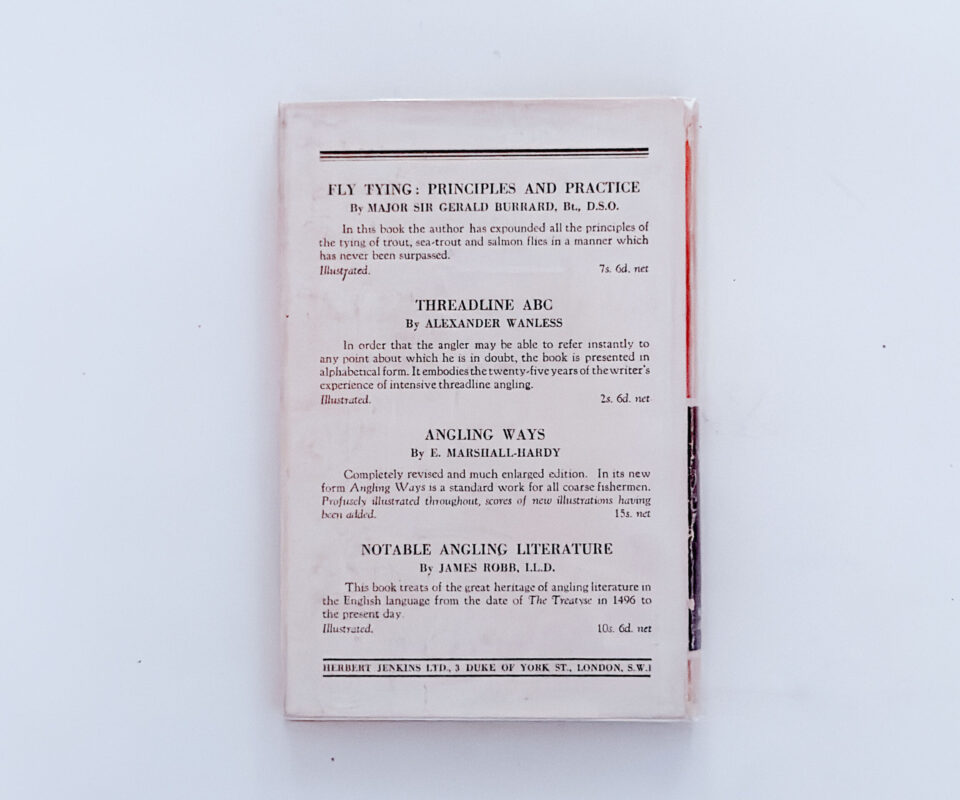 FLY TYING: PRINCIPLES AND PRACTICE
By MAJOR SIR GERALD BURRARD, Bt., D.S.O.
In this book the author has expounded all the principles of
the tying of trout, sea-trout and salmon flies in a manner which
has never been surpassed.
Illustrated. 7s. 6d. net
THREADLINE ABC
By ALEXANDER WANLESS
In order that the angler may be able to refer instantly to
any point about which he is in doubt, the book is presented in
alphabetical form. It embodies the twenty-five years of the writer's
experience of intensive threadline angling.
Illustrated. 2s. 6d. net
ANGLING WAYS
By E. MARSHALL-HARDY
Completely revised and much enlarged edition. In its new
form Angling Ways is a standard work for all coarse fishermen.
Profusely illustrated throughout, scores of new illustrations having
been added. 15s. net
NOTABLE ANGLING LITERATURE
By JAMES ROBB, LL.D.
This book treats of the great heritage of angling literature in
the English language from the date of The Treatyse in 1496 to
the present day.
Illustrated. 10s. 6d. net
HERBERT JENKINS LTD., 3 DUKE OF YORK ST., LONDON, S.W.1